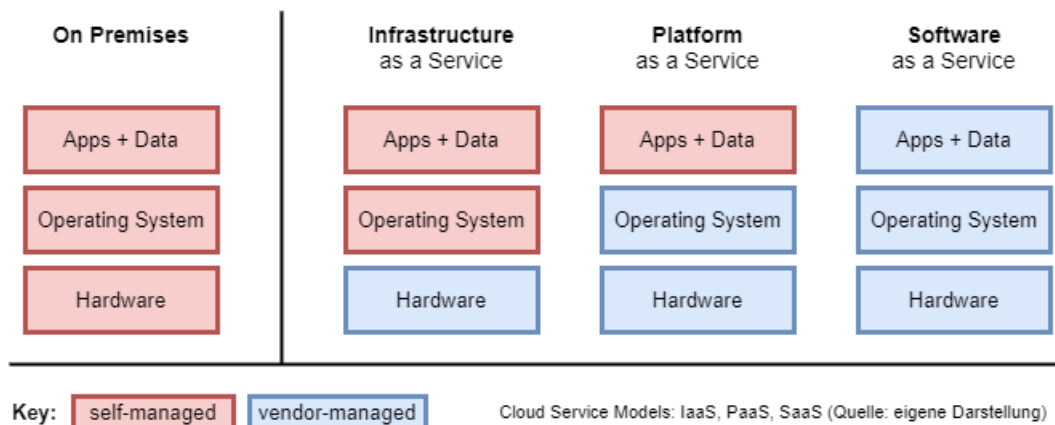 On Premises
Infrastructure
as a Service
Platform
as a Service
Software
as a Service
Apps + Data
Apps + Data
Apps + Data
Apps + Data
Operating System
Operating System
Operating System
Operating System
Hardware
Hardware
Hardware
Hardware
Key:
self-managed
vendor-managed
Cloud Service Models: IaaS, PaaS, SaaS (Quelle: eigene Darstellung)